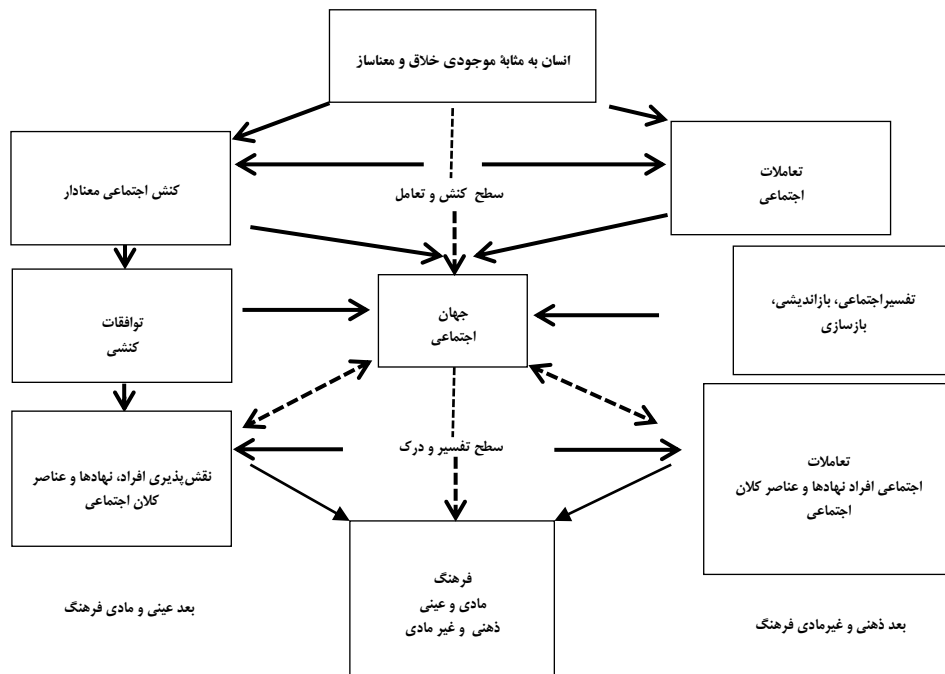 انسان به مثابۀ موجودی خلاق و معناساز
تعاملات
اجتماعی
کنش اجتماعی معنادار
سطح کنش و تعامل
تفسیراجتماعی، بازاندیشی،
بازسازی
جهان
اجتماعی
توافقات
کنشی
تعاملات
اجتماعی افراد نهادها و عناصر کلان
اجتماعی
سطح تفسیر و درک
نقش‌پذیری افراد، نهادها و عناصر
کلان اجتماعی
فرهنگ
مادی و عینی
ذهنی و غیر مادی
بعد ذهنی و غیرمادی فرهنگ
بعد عینی و مادی فرهنگ